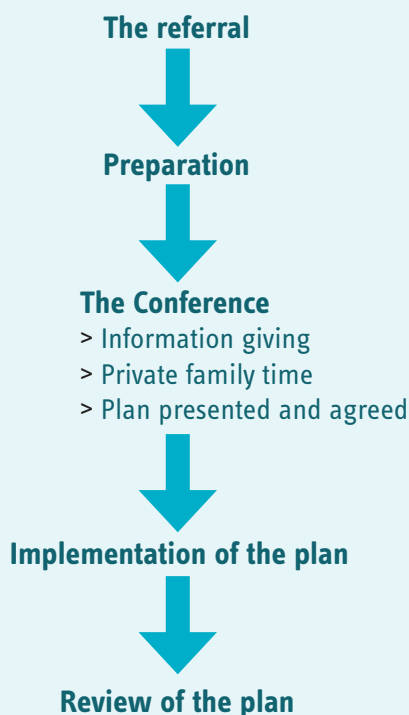 The referral
Preparation
The Conference
> Information giving
> Private family time
> Plan presented and agreed
Implementation of the plan
Review of the plan